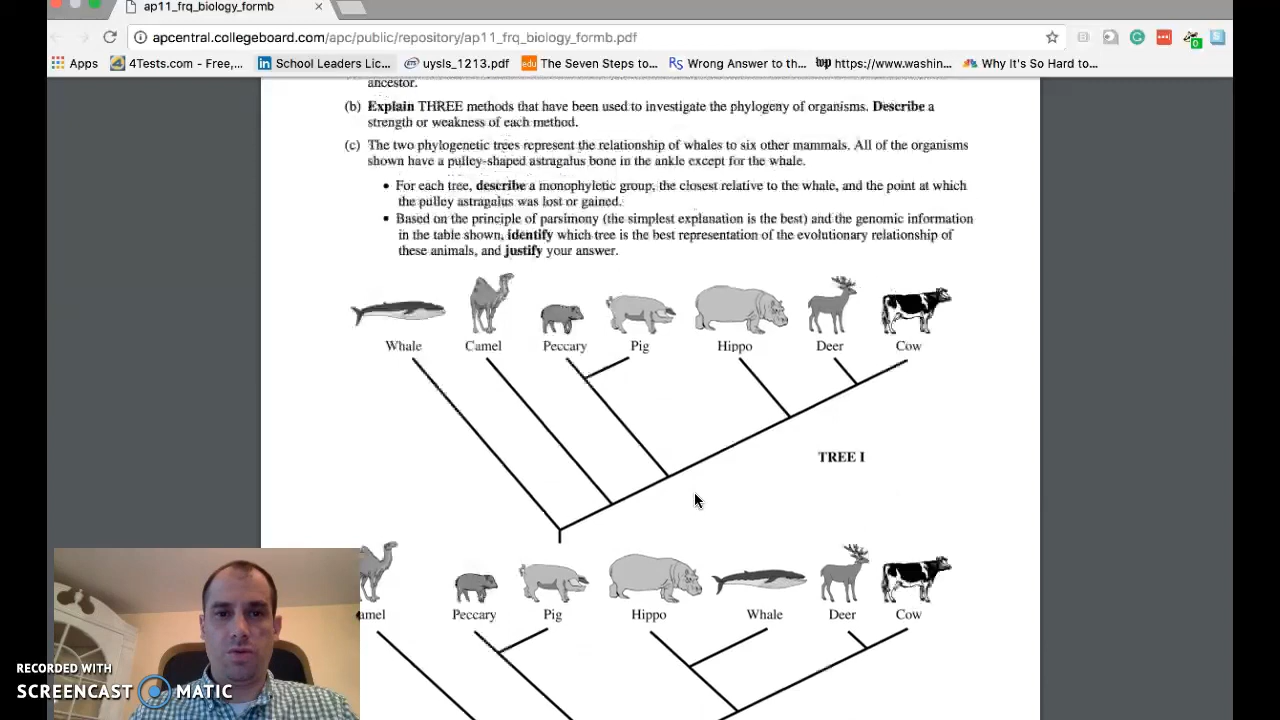 ap11_frq_biology_formb
apcentral.collegeboard.com/apc/public/repository/ap11_frq_biology_formb.pdf
Apps 4Tests.com - Free,... School Leaders Lic... uysls_1213.pdf The Seven Steps to... Wrong Answer to th... https://www.washin... Why It's So Hard to...
ancestor.
(b) Explain THREE methods that have been used to investigate the phylogeny of organisms. Describe a
strength or weakness of each method.
(c) The two phylogenetic trees represent the relationship of whales to six other mammals. All of the organisms
shown have a pulley-shaped astragalus bone in the ankle except for the whale.
• For each tree, describe a monophyletic group, the closest relative to the whale, and the point at which
the pulley astragalus was lost or gained.
• Based on the principle of parsimony (the simplest explanation is the best) and the genomic information
in the table shown, identify which tree is the best representation of the evolutionary relationship of
these animals, and justify your answer.
Whale Camel Peccary Pig Hippo Deer Cow
TREE I
amel Peccary Pig Hippo Whale Deer Cow
RECORDED WITH
SCREENCAST MATIC